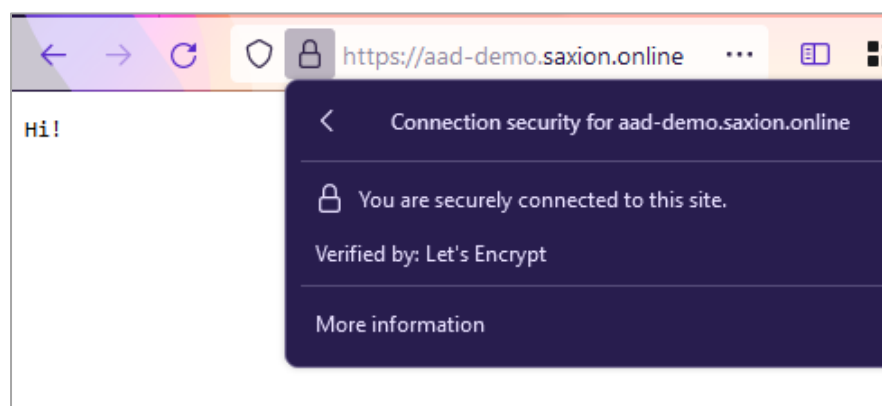 https://aad-demo.saxion.online
Hi!
Connection security for aad-demo.saxion.online
You are securely connected to this site.
Verified by: Let's Encrypt
More information